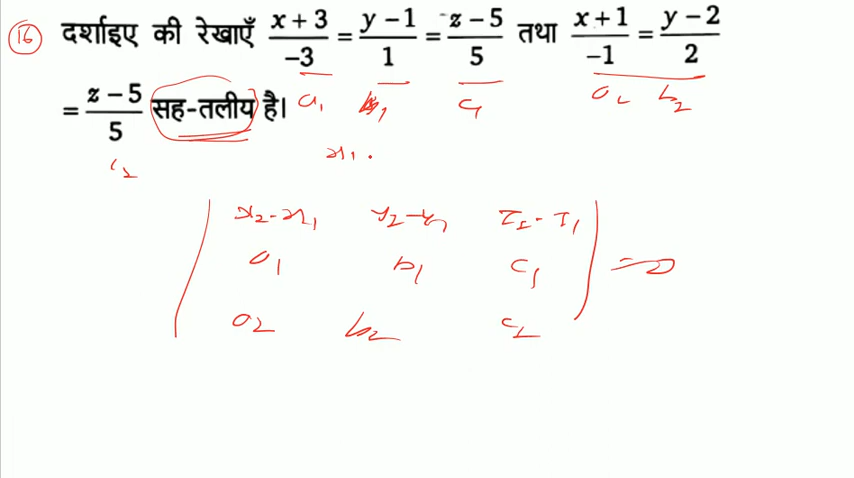 16 दर्शाइए की रेखाएँ (x + 3)/(-3) = (y - 1)/1 = (z - 5)/5 तथा (x + 1)/(-1) = (y - 2)/2
= (z - 5)/5 सह-तलीय है।
a₁ b₁ c₁ a₂ b₂
c₂
x₁ .
| x₂-x₁ y₂-y₁ z₂-z₁ |
| a₁ b₁ c₁ | = 0
| a₂ b₂ c₂ |